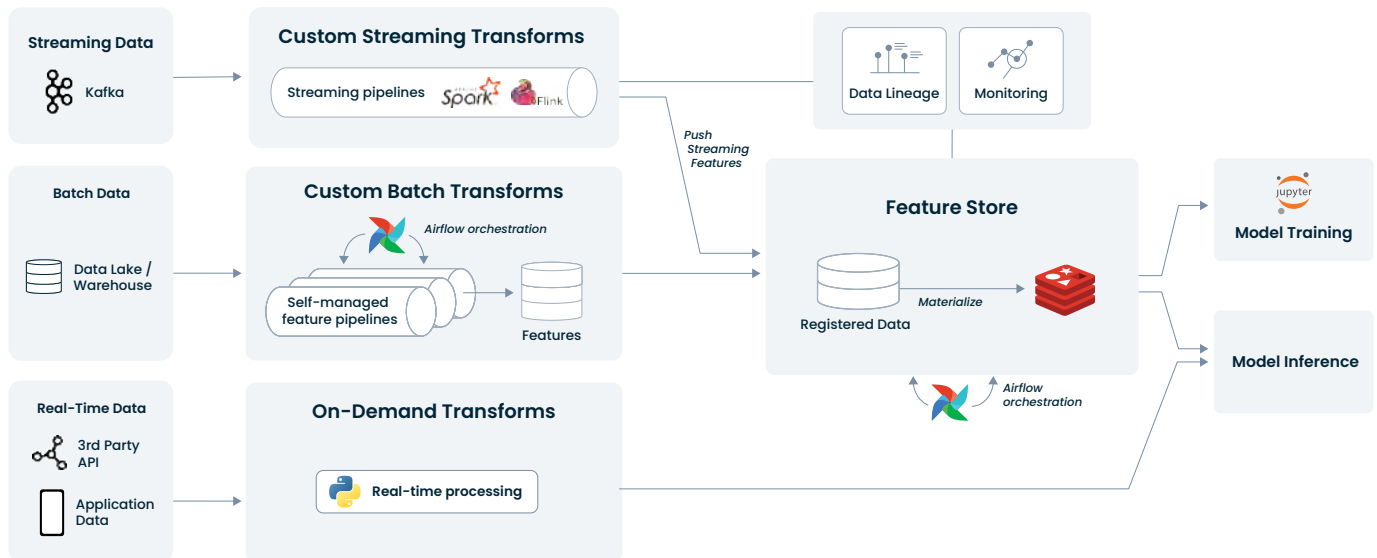 Streaming Data
Kafka
Custom Streaming Transforms
Streaming pipelines
APACHE
Spark
Flink
Data Lineage
Monitoring
Push
Streaming
Features
Batch Data
Data Lake /
Warehouse
Custom Batch Transforms
Airflow orchestration
Self-managed
feature pipelines
Features
Feature Store
Registered Data
Materialize
Airflow
orchestration
jupyter
Model Training
Model Inference
Real-Time Data
3rd Party
API
Application
Data
On-Demand Transforms
Real-time processing